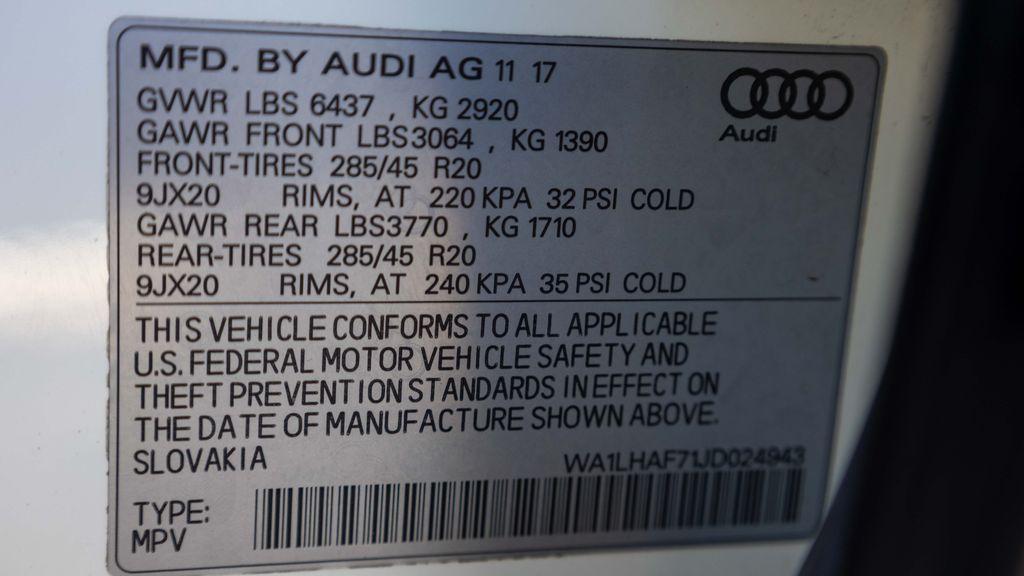 MFD. BY AUDI AG 11 17
GVWR LBS 6437 , KG 2920
GAWR FRONT LBS3064 , KG 1390
FRONT-TIRES 285/45 R20
9JX20 RIMS, AT 220 KPA 32 PSI COLD
GAWR REAR LBS3770 , KG 1710
REAR-TIRES 285/45 R20
9JX20 RIMS, AT 240 KPA 35 PSI COLD
Audi
THIS VEHICLE CONFORMS TO ALL APPLICABLE
U.S. FEDERAL MOTOR VEHICLE SAFETY AND
THEFT PREVENTION STANDARDS IN EFFECT ON
THE DATE OF MANUFACTURE SHOWN ABOVE.
SLOVAKIA
WA1LHAF71JD024943
TYPE:
MPV